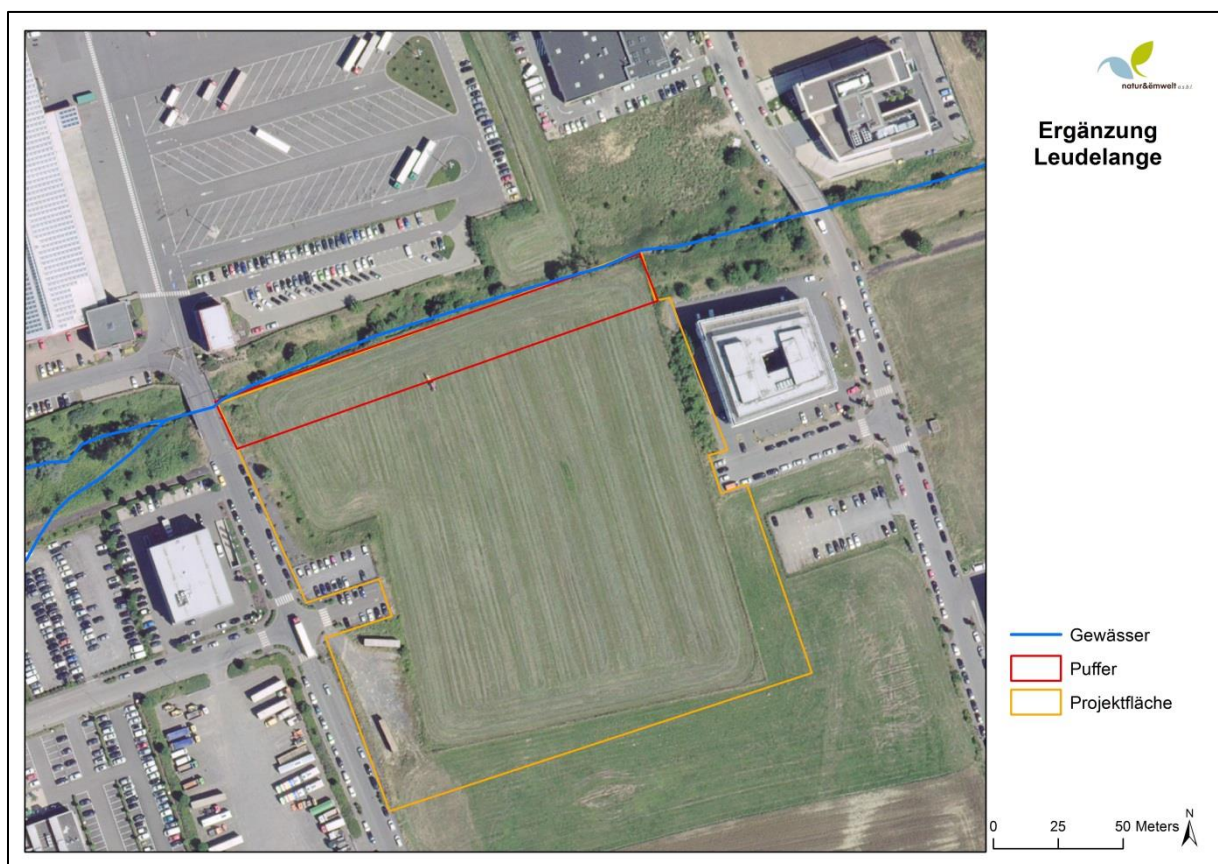 natur&ëmwelt a.s.b.l.
Ergänzung
Leudelange
Gewässer
Puffer
Projektfläche
0 25 50 Meters
N